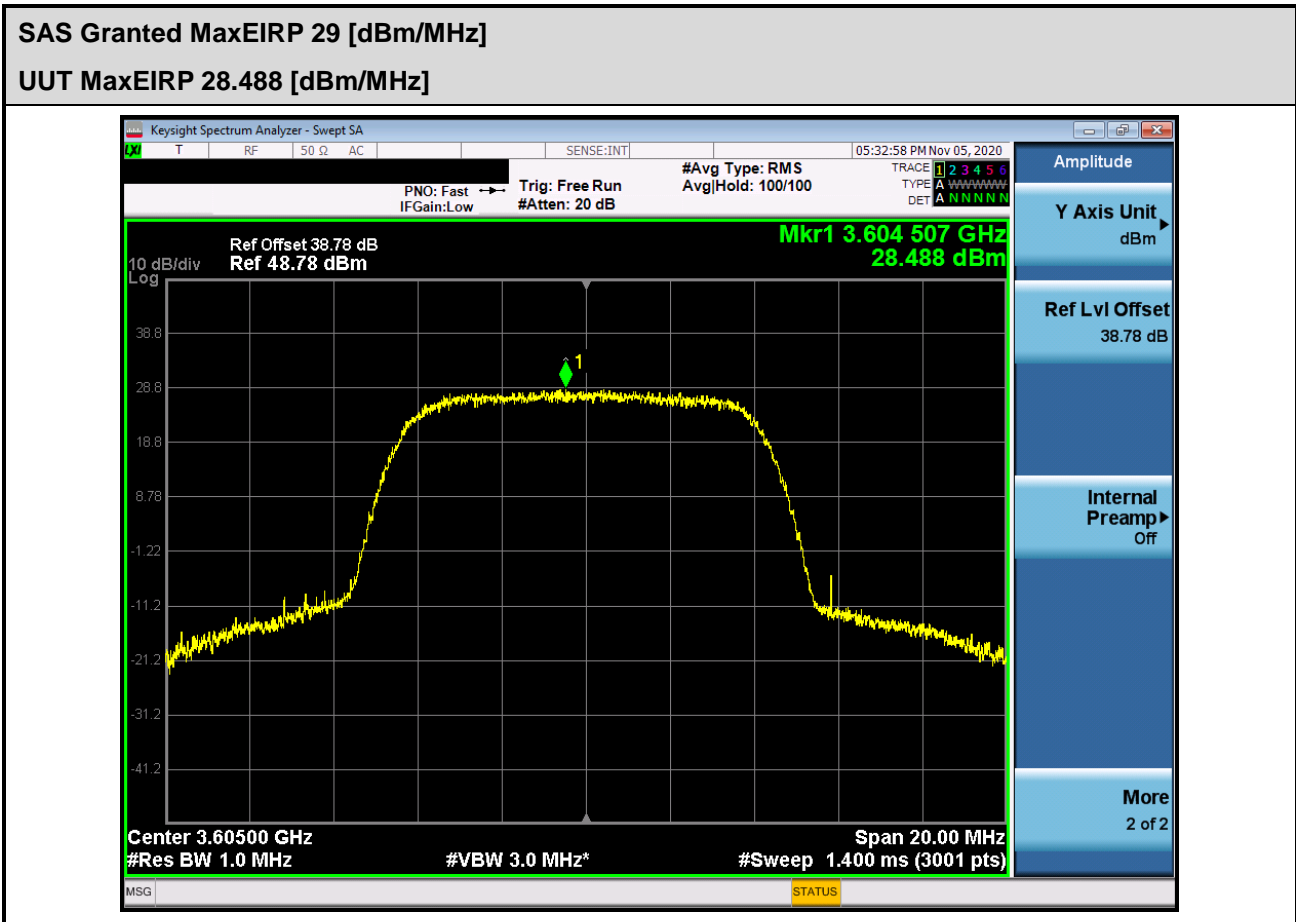 SAS Granted MaxEIRP 29 [dBm/MHz]
UUT MaxEIRP 28.488 [dBm/MHz]
Keysight Spectrum Analyzer - Swept SA
LXI T RF 50 Ω AC SENSE:INT 05:32:58 PM Nov 05, 2020
#Avg Type: RMS TRACE 1 2 3 4 5 6
PNO: Fast Trig: Free Run Avg|Hold: 100/100 TYPE A WWWWW
IFGain:Low #Atten: 20 dB DET A N N N N N
Mkr1 3.604 507 GHz
28.488 dBm
Ref Offset 38.78 dB
10 dB/div Ref 48.78 dBm
Log
38.8
1
28.8
18.8
8.78
-1.22
-11.2
-21.2
-31.2
-41.2
Center 3.60500 GHz Span 20.00 MHz
#Res BW 1.0 MHz #VBW 3.0 MHz* #Sweep 1.400 ms (3001 pts)
MSG STATUS
Amplitude
Y Axis Unit
dBm
Ref Lvl Offset
38.78 dB
Internal
Preamp
Off
More
2 of 2